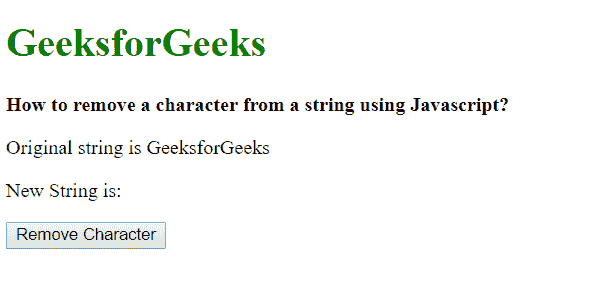 GeeksforGeeks
How to remove a character from a string using Javascript?
Original string is GeeksforGeeks
New String is:
Remove Character